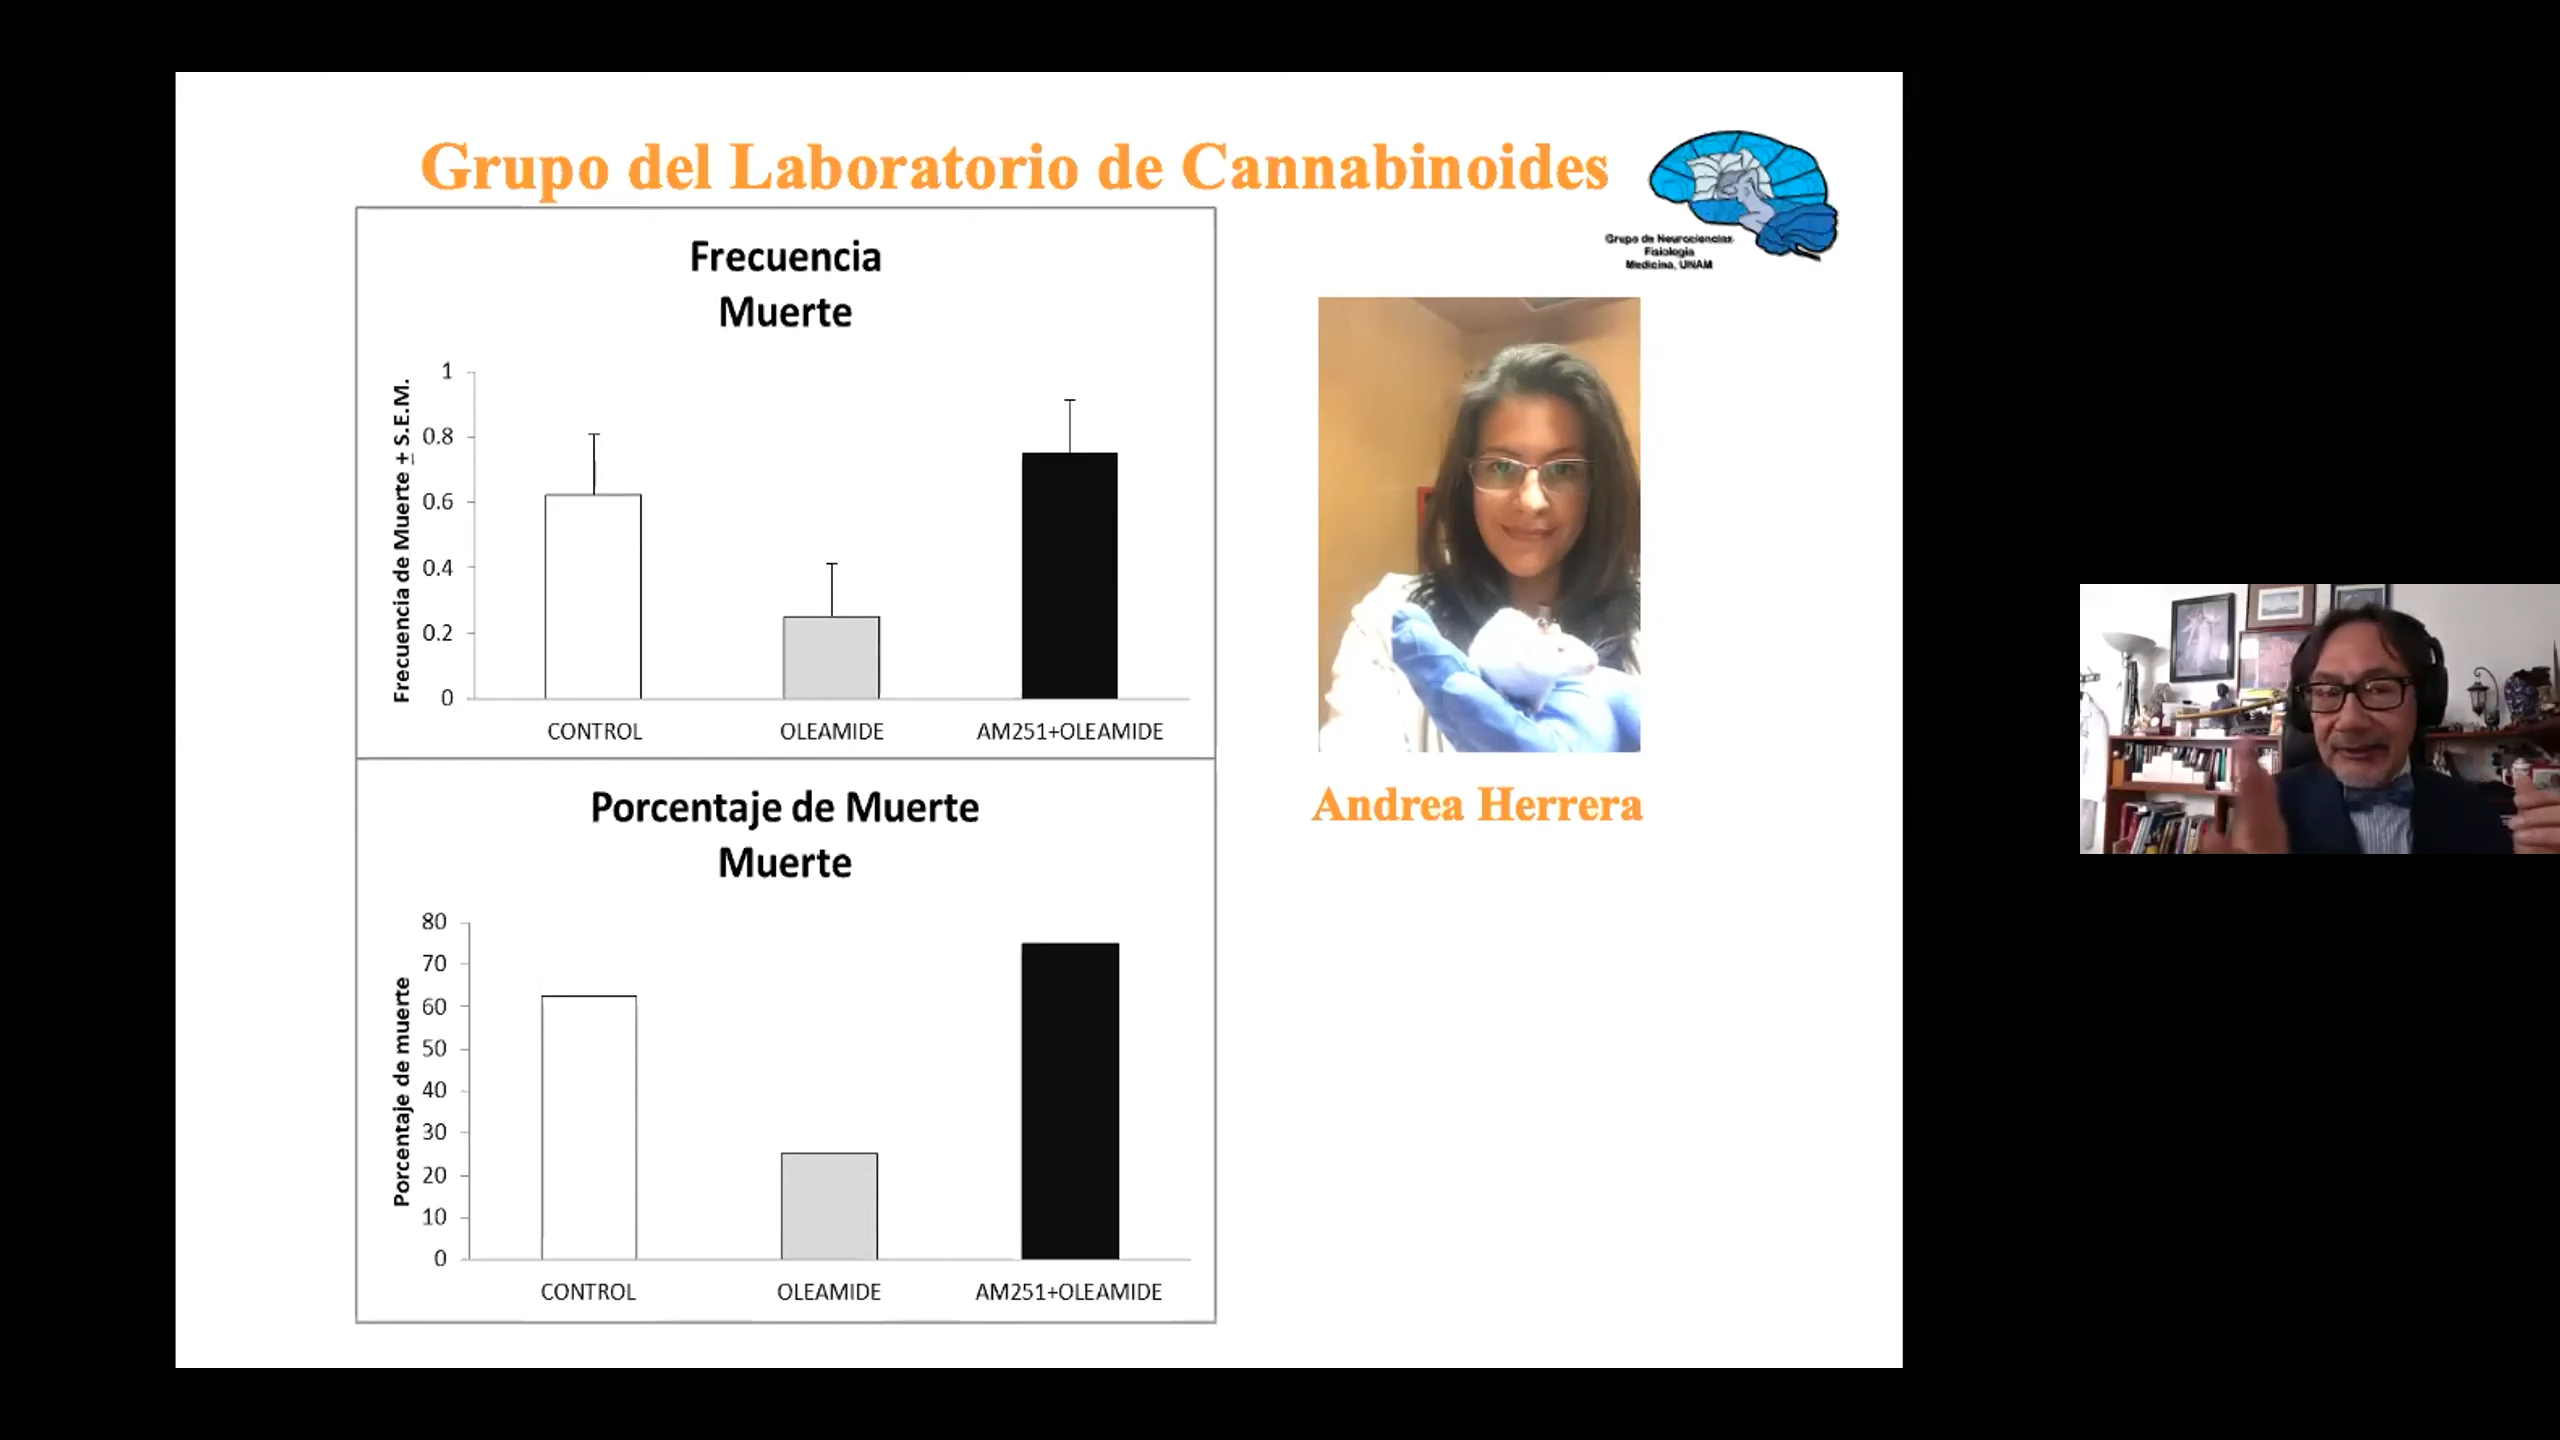 Grupo del Laboratorio de Cannabinoides
Grupo de Neurociencias
Fisiología
Medicina, UNAM
Frecuencia
Muerte
Frecuencia de Muerte + S.E.M.
1
0.8
0.6
0.4
0.2
0
CONTROL
OLEAMIDE
AM251+OLEAMIDE
Andrea Herrera
Porcentaje de Muerte
Muerte
Porcentaje de muerte
80
70
60
50
40
30
20
10
0
CONTROL
OLEAMIDE
AM251+OLEAMIDE